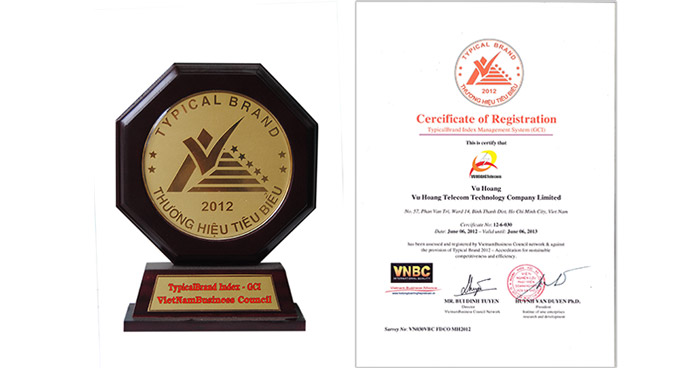 TYPICAL BRAND
2012
THƯƠNG HIỆU TIÊU BIỂU
TypicalBrand Index - GCI
VietNamBusiness Council
TYPICAL BRAND
2012
THƯƠNG HIỆU TIÊU BIỂU
Certificate of Registration
TypicalBrand Index Management System (GCI)
This is certify that
VUHOANGTelecom
Vu Hoang
Vu Hoang Telecom Technology Company Limited
No. 57, Phan Van Tri, Ward 14, Binh Thanh Dist, Ho Chi Minh City, Viet Nam
Certificate No: 12-6-030
Date: June 06, 2012 – Valid until: June 06, 2013
has been assessed and registered by VietnamBusiness Council network & against
the provision of Typical Brand 2012 – Accreditation for sustainable
competitiveness and efficiency.
VNBC
MR. BUI DINH TUYEN
Director
VietnamBusiness Council Network
HUYNH VAN DUYEN Ph.D.
President
Institue of asea enterprises
research and development
Survey No: VN030VRC FDCO MH2012